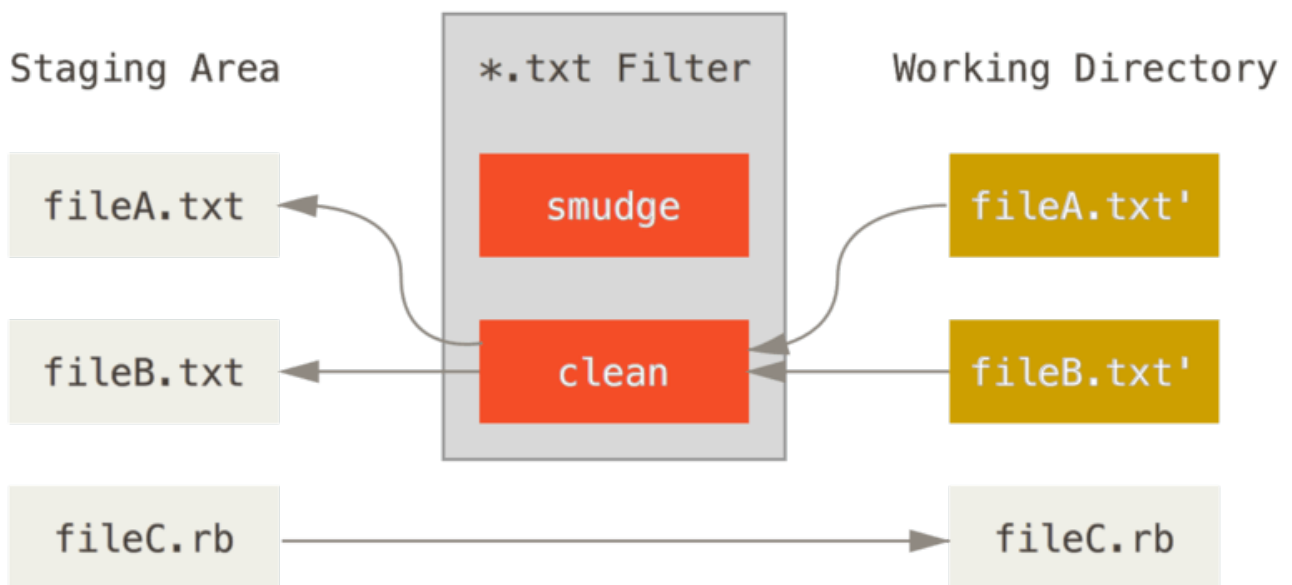 Staging Area
*.txt Filter
Working Directory
fileA.txt
smudge
fileA.txt'
fileB.txt
clean
fileB.txt'
fileC.rb
fileC.rb